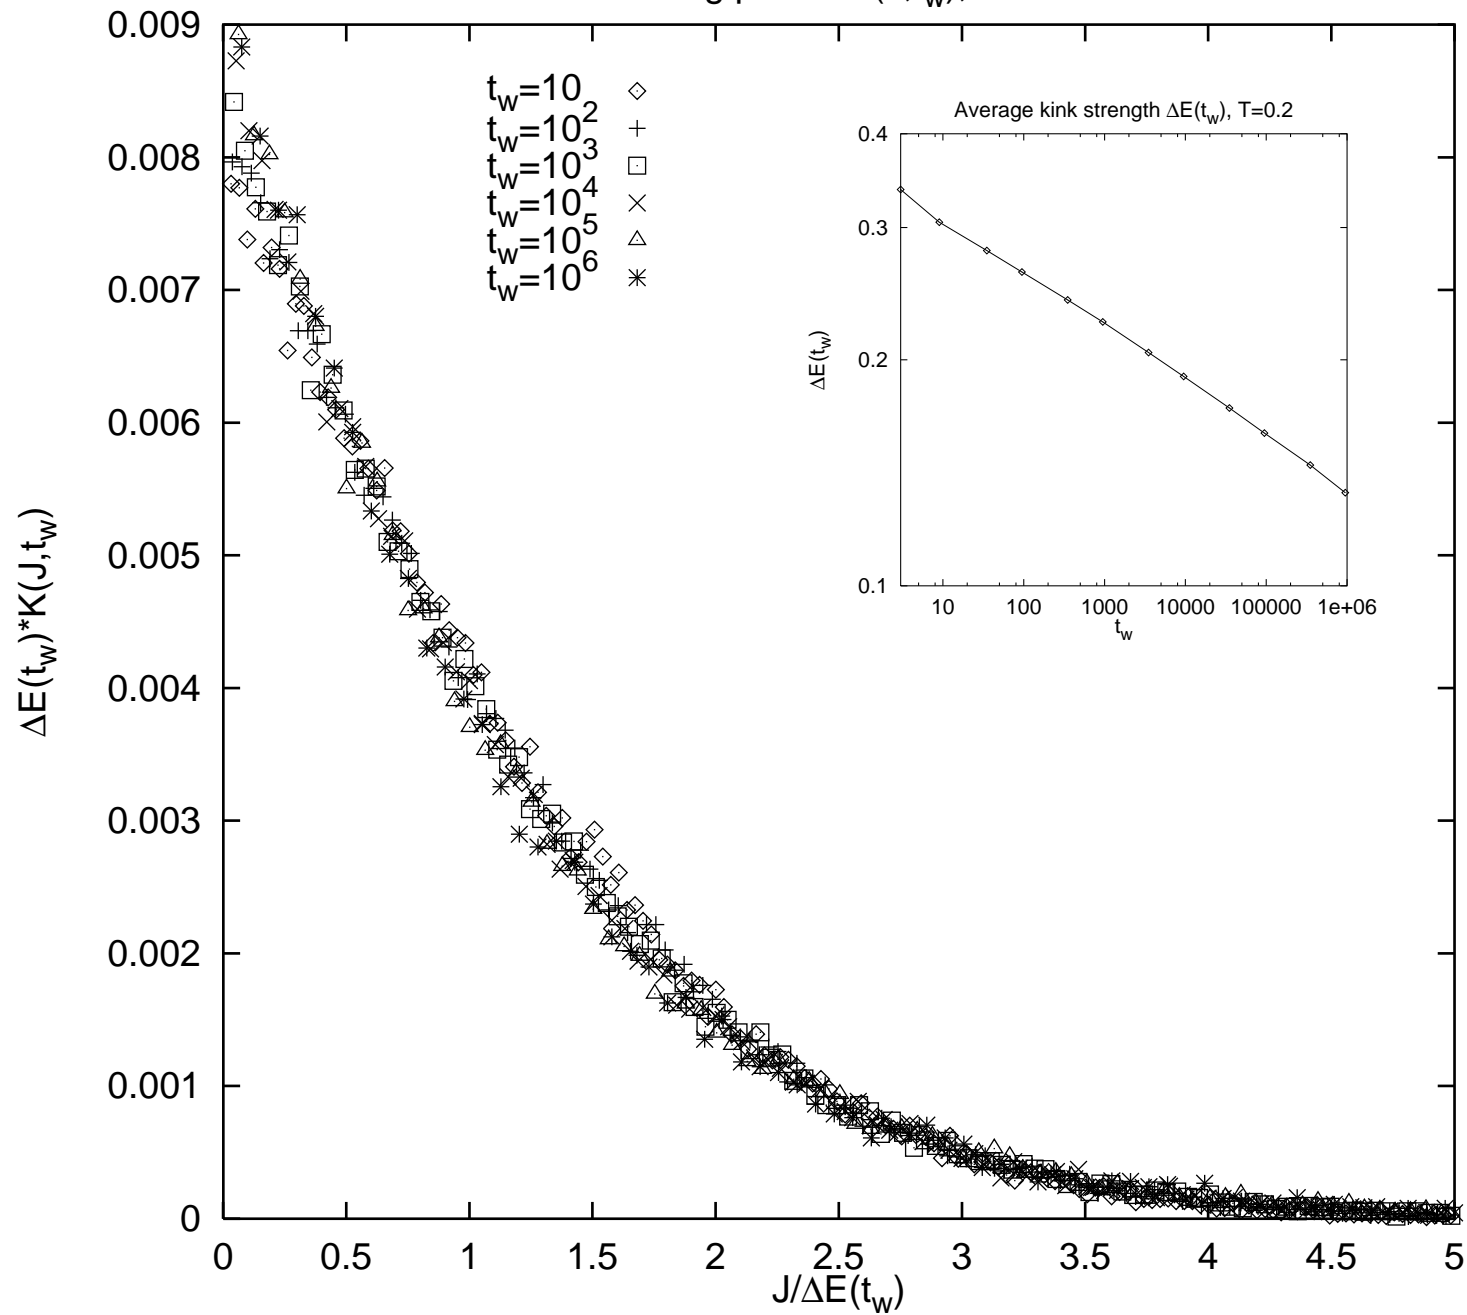 0.009
0.008
0.007
0.006
0.005
0.004
0.003
0.002
0.001
0
ΔE(t_w)*K(J,t_w)
0 0.5 1 1.5 2 2.5 3 3.5 4 4.5 5
J/ΔE(t_w)
t_w=10
t_w=10^2
t_w=10^3
t_w=10^4
t_w=10^5
t_w=10^6
Average kink strength ΔE(t_w), T=0.2
0.4
0.3
0.2
0.1
ΔE(t_w)
10 100 1000 10000 100000 1e+06
t_w